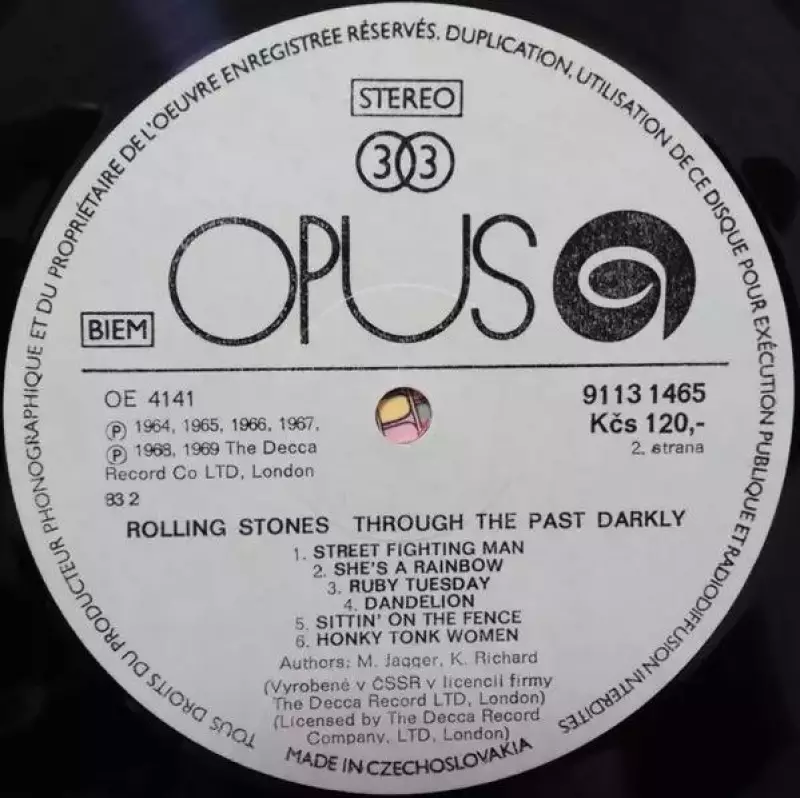 TOUS DROITS DU PRODUCTEUR PHONOGRAPHIQUE ET DU PROPRIÉTAIRE DE L'OEUVRE ENREGISTRÉE RÉSERVÉS. DUPLICATION, UTILISATION DE CE DISQUE POUR EXÉCUTION PUBLIQUE ET RADIODIFFUSION INTERDITES
STEREO
33
OPUS
BIEM
OE 4141
9113 1465
Ⓟ 1964, 1965, 1966, 1967,
Kčs 120,-
Ⓟ 1968, 1969 The Decca
2. strana
Record Co LTD, London
83 2
ROLLING STONES THROUGH THE PAST DARKLY
1. STREET FIGHTING MAN
2. SHE'S A RAINBOW
3. RUBY TUESDAY
4. DANDELION
5. SITTIN' ON THE FENCE
6. HONKY TONK WOMEN
Authors: M. Jagger, K. Richard
(Vyrobené v ČSSR v licencii firmy
The Decca Record LTD, London)
(Licensed by The Decca Record
Company, LTD, London)
MADE IN CZECHOSLOVAKIA